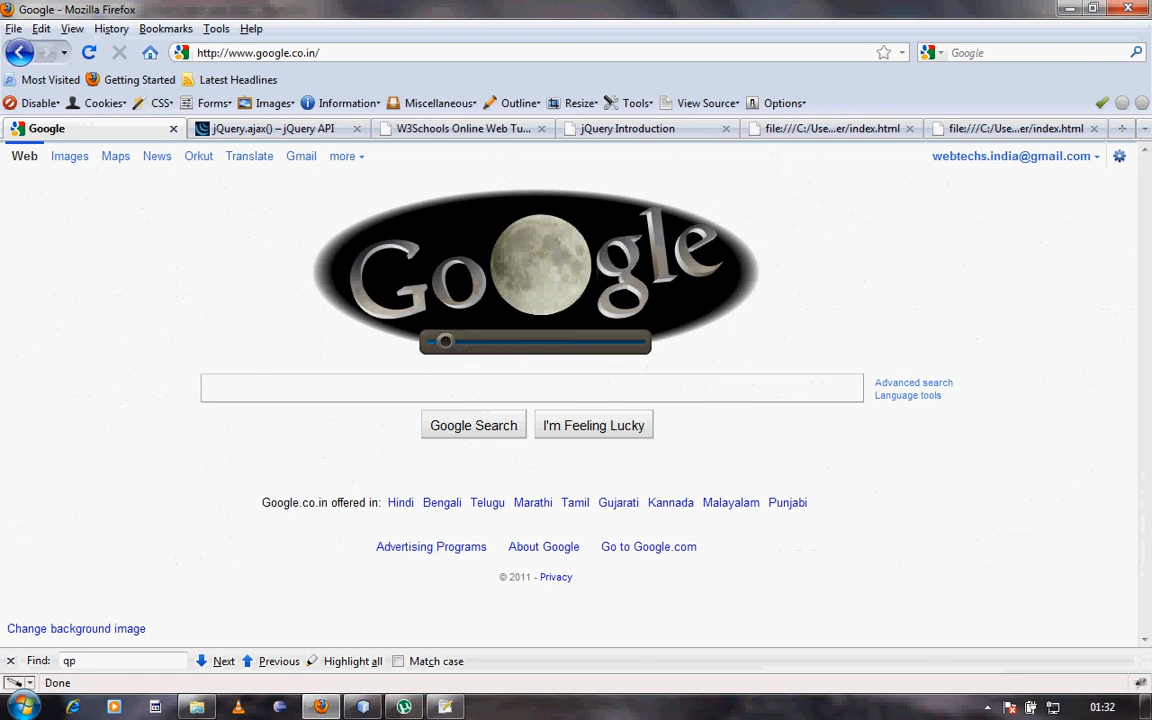 Google - Mozilla Firefox
File Edit View History Bookmarks Tools Help
http://www.google.co.in/ Google
Most Visited Getting Started Latest Headlines
Disable Cookies CSS Forms Images Information Miscellaneous Outline Resize Tools View Source Options
Google jQuery.ajax() – jQuery API W3Schools Online Web Tu... jQuery Introduction file:///C:/Use...er/index.html file:///C:/Use...er/index.html
Web Images Maps News Orkut Translate Gmail more webtechs.india@gmail.com
Google
Advanced search
Language tools
Google Search I'm Feeling Lucky
Google.co.in offered in: Hindi Bengali Telugu Marathi Tamil Gujarati Kannada Malayalam Punjabi
Advertising Programs About Google Go to Google.com
© 2011 - Privacy
Change background image
Find: qp Next Previous Highlight all Match case
Done
01:32